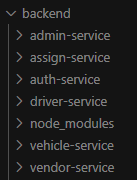 backend
admin-service
assign-service
auth-service
driver-service
node_modules
vehicle-service
vendor-service